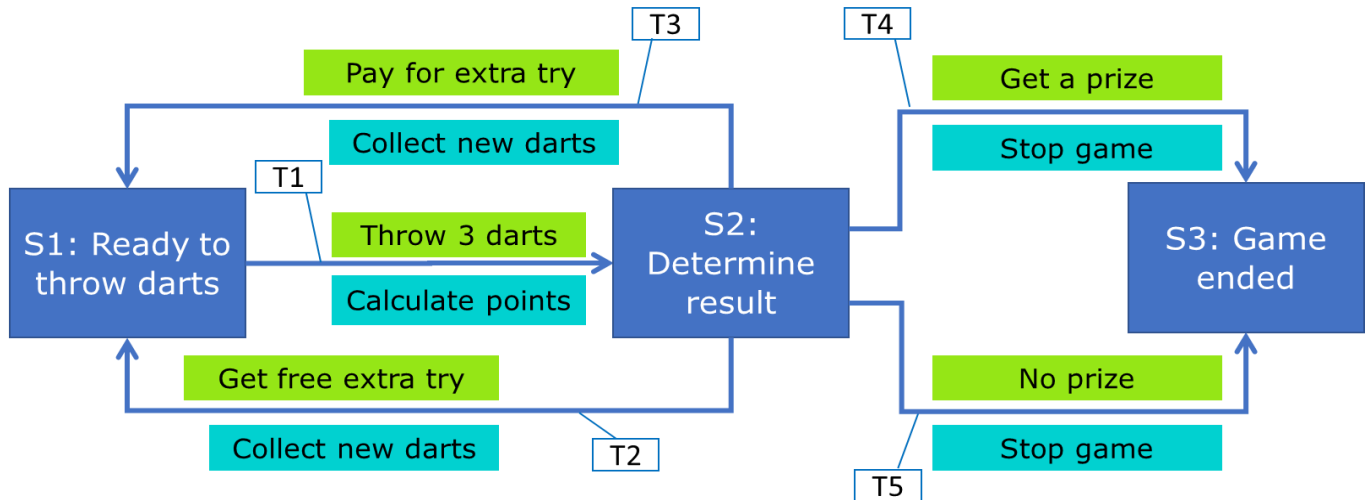 T3
T4
Pay for extra try
Get a prize
Collect new darts
Stop game
T1
S1: Ready to
throw darts
Throw 3 darts
Calculate points
S2:
Determine
result
S3: Game
ended
Get free extra try
No prize
Collect new darts
Stop game
T2
T5